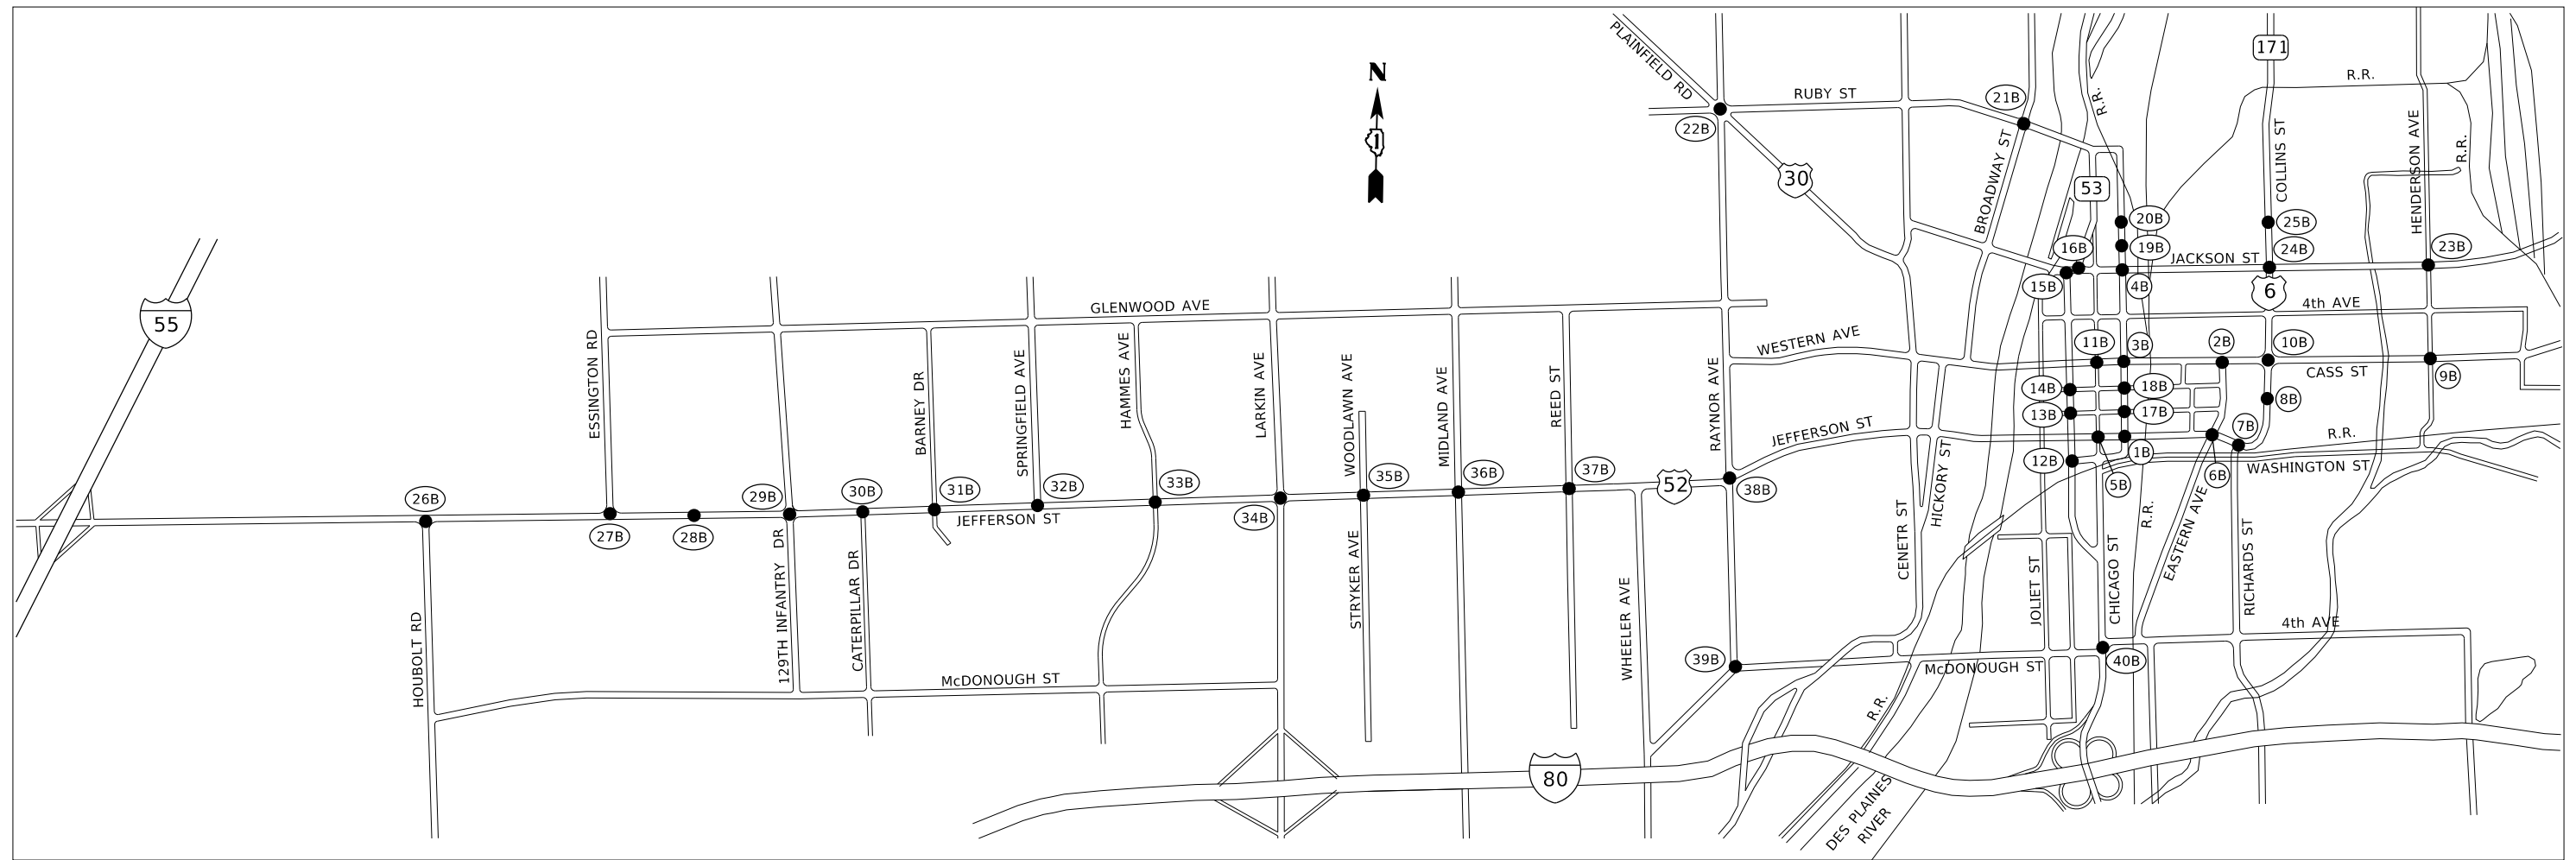 171
PLAINFIELD RD
N
R.R.
RUBY ST
21B
R.R.
22B
1
COLLINS ST
HENDERSON AVE
R.R.
30
BROADWAY ST
53
20B
25B
16B
19B
24B
23B
JACKSON ST
15B
4B
6
55
GLENWOOD AVE
4th AVE
ESSINGTON RD
BARNEY DR
SPRINGFIELD AVE
HAMMES AVE
LARKIN AVE
WOODLAWN AVE
MIDLAND AVE
REED ST
RAYNOR AVE
WESTERN AVE
11B
3B
2B
10B
CASS ST
9B
14B
18B
8B
13B
17B
JEFFERSON ST
7B
R.R.
12B
1B
WASHINGTON ST
5B
6B
26B
29B
30B
31B
32B
33B
34B
35B
36B
37B
52
38B
27B
28B
JEFFERSON ST
HOUBOLT RD
129TH INFANTRY DR
CATERPILLAR DR
STRYKER AVE
WHEELER AVE
CENETR ST
HICKORY ST
JOLIET ST
CHICAGO ST
R.R.
EASTERN AVE
RICHARDS ST
4th AVE
39B
40B
McDONOUGH ST
McDONOUGH ST
R.R.
80
DES PLAINES
RIVER